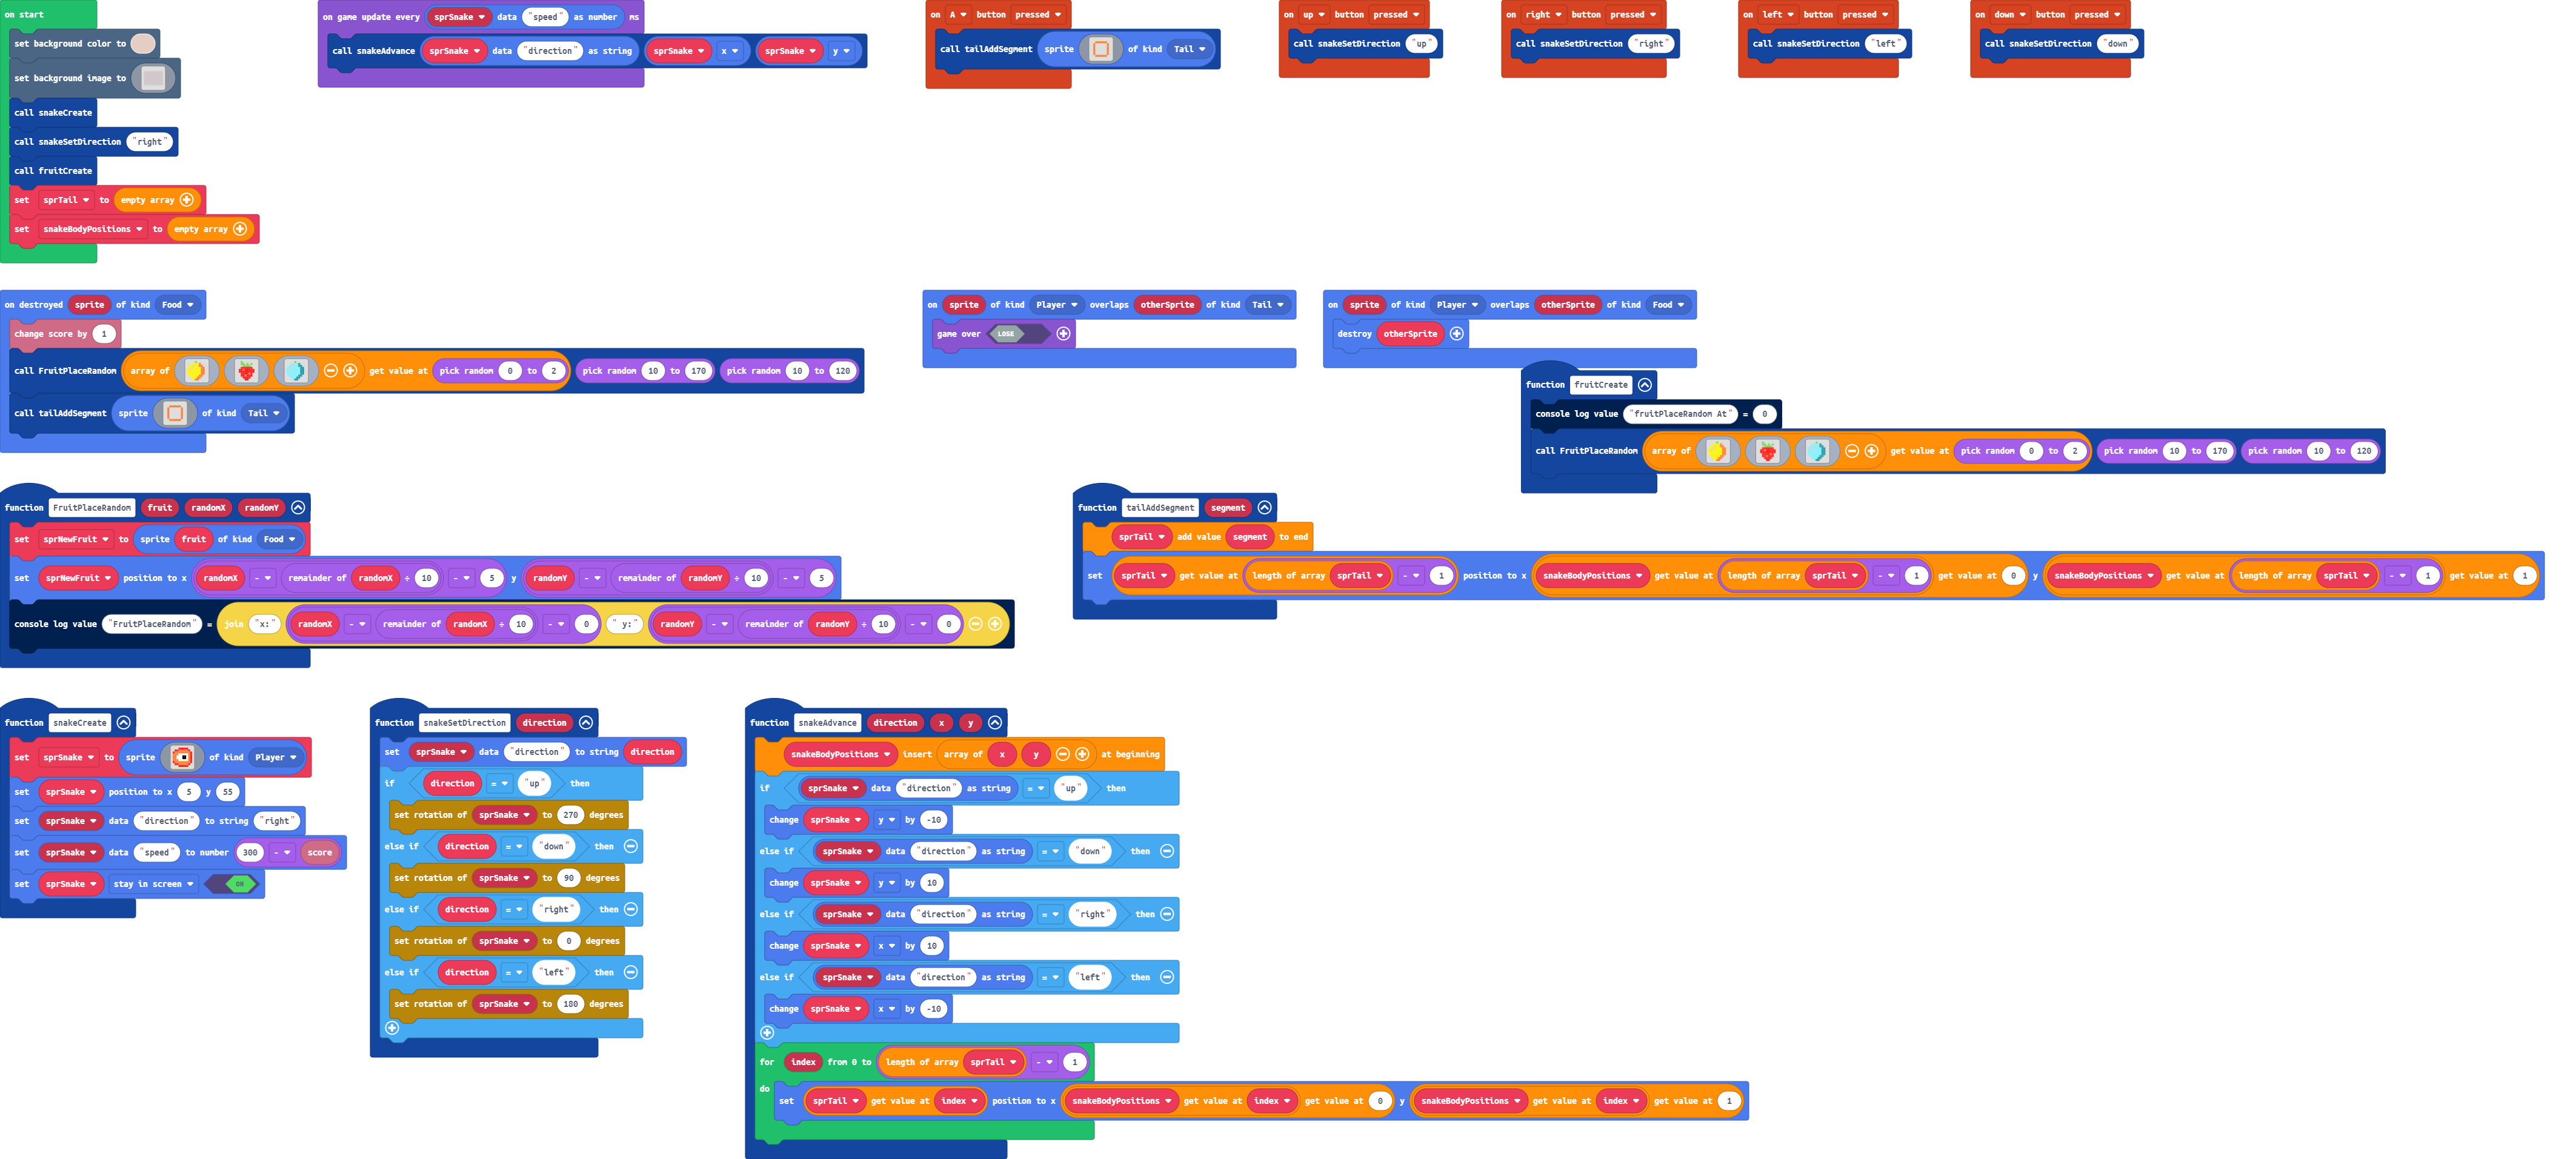 on start
set background color to
set background image to
call snakeCreate
call snakeSetDirection "right"
call fruitCreate
set sprTail to empty array
set snakeBodyPositions to empty array
on game update every sprSnake data "speed" as number ms
call snakeAdvance sprSnake data "direction" as string sprSnake x sprSnake y
on A button pressed
call tailAddSegment sprite of kind Tail
on up button pressed
call snakeSetDirection "up"
on right button pressed
call snakeSetDirection "right"
on left button pressed
call snakeSetDirection "left"
on down button pressed
call snakeSetDirection "down"
on destroyed sprite of kind Food
change score by 1
call FruitPlaceRandom array of get value at pick random 0 to 2 pick random 10 to 170 pick random 10 to 120
call tailAddSegment sprite of kind Tail
on sprite of kind Player overlaps otherSprite of kind Tail
game over LOSE
on sprite of kind Player overlaps otherSprite of kind Food
destroy otherSprite
function fruitCreate
console log value "fruitPlaceRandom At" = 0
call FruitPlaceRandom array of get value at pick random 0 to 2 pick random 10 to 170 pick random 10 to 120
function FruitPlaceRandom fruit randomX randomY
set sprNewFruit to sprite fruit of kind Food
set sprNewFruit position to x randomX - remainder of randomX ÷ 10 - 5 y randomY - remainder of randomY ÷ 10 - 5
console log value "FruitPlaceRandom" = join "x:" randomX - remainder of randomX ÷ 10 - 0 " y:" randomY - remainder of randomY ÷ 10 - 0
function tailAddSegment segment
sprTail add value segment to end
set sprTail get value at length of array sprTail - 1 position to x snakeBodyPositions get value at length of array sprTail - 1 get value at 0 y snakeBodyPositions get value at length of array sprTail - 1 get value at 1
function snakeCreate
set sprSnake to sprite of kind Player
set sprSnake position to x 5 y 55
set sprSnake data "direction" to string "right"
set sprSnake data "speed" to number 300 - score
set sprSnake stay in screen ON
function snakeSetDirection direction
set sprSnake data "direction" to string direction
if direction = "up" then
set rotation of sprSnake to 270 degrees
else if direction = "down" then
set rotation of sprSnake to 90 degrees
else if direction = "right" then
set rotation of sprSnake to 0 degrees
else if direction = "left" then
set rotation of sprSnake to 180 degrees
function snakeAdvance direction x y
snakeBodyPositions insert array of x y at beginning
if sprSnake data "direction" as string = "up" then
change sprSnake y by -10
else if sprSnake data "direction" as string = "down" then
change sprSnake y by 10
else if sprSnake data "direction" as string = "right" then
change sprSnake x by 10
else if sprSnake data "direction" as string = "left" then
change sprSnake x by -10
for index from 0 to length of array sprTail - 1
do
set sprTail get value at index position to x snakeBodyPositions get value at index get value at 0 y snakeBodyPositions get value at index get value at 1